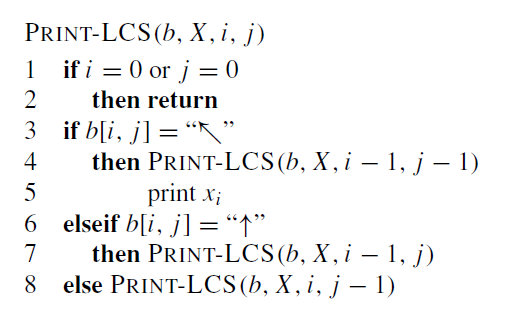 PRINT-LCS(b, X, i, j)
1 if i = 0 or j = 0
2 then return
3 if b[i, j] = “↖”
4 then PRINT-LCS(b, X, i − 1, j − 1)
5 print xᵢ
6 elseif b[i, j] = “↑”
7 then PRINT-LCS(b, X, i − 1, j)
8 else PRINT-LCS(b, X, i, j − 1)